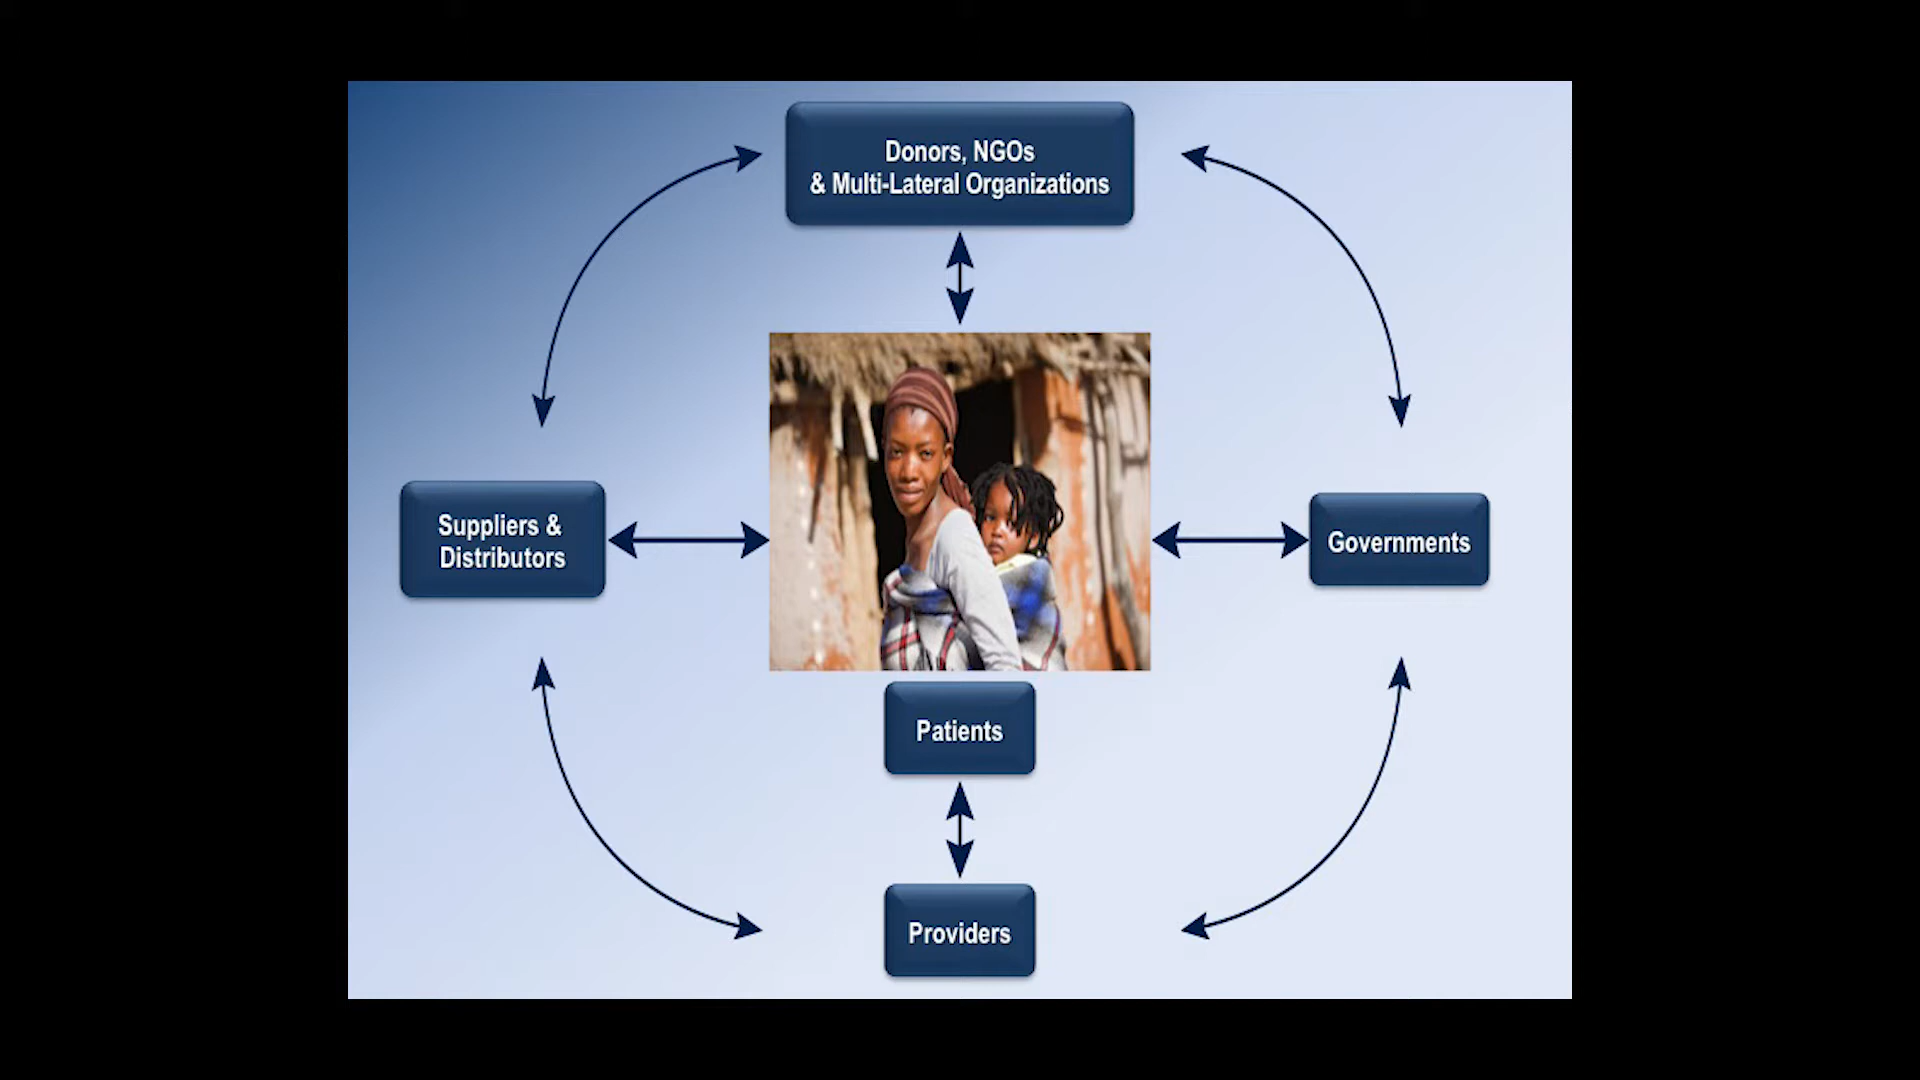 Donors, NGOs
& Multi-Lateral Organizations
Suppliers &
Distributors
Governments
Patients
Providers